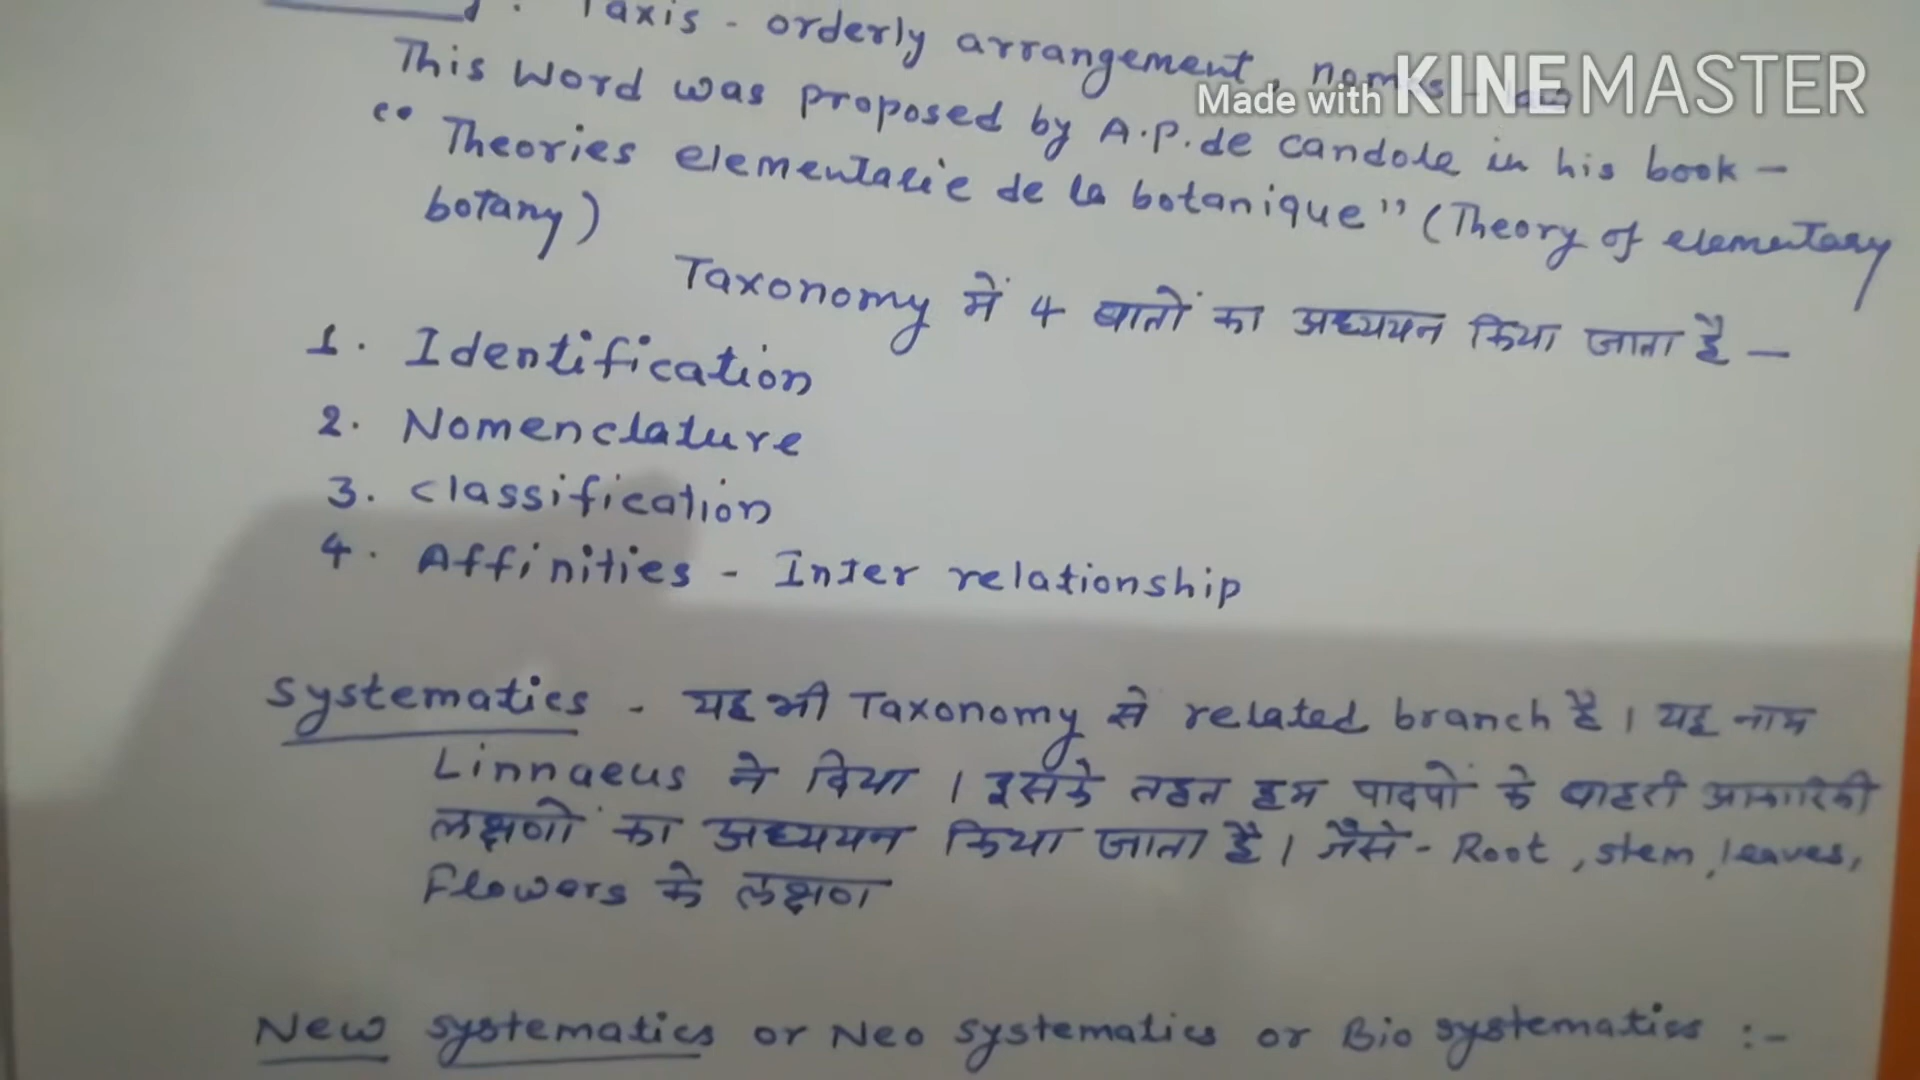 Taxis - orderly arrangement, nomos - law
Made with KINEMASTER
This word was proposed by A.P. de candole in his book -
"Theories elementarie de la botanique" (Theory of elementary
botany)
Taxonomy में 4 बातों का अध्ययन किया जाता है -
1. Identification
2. Nomenclature
3. classification
4. Affinities - Inter relationship
Systematics - यह भी Taxonomy से related branch है। यह नाम
Linnaeus ने दिया। इसके तहत हम पादपों के बाहरी आकारिकी
लक्षणों का अध्ययन किया जाता है। जैसे - Root, stem, leaves,
Flowers के लक्षण
New systematics or Neo systematics or Bio systematics :-